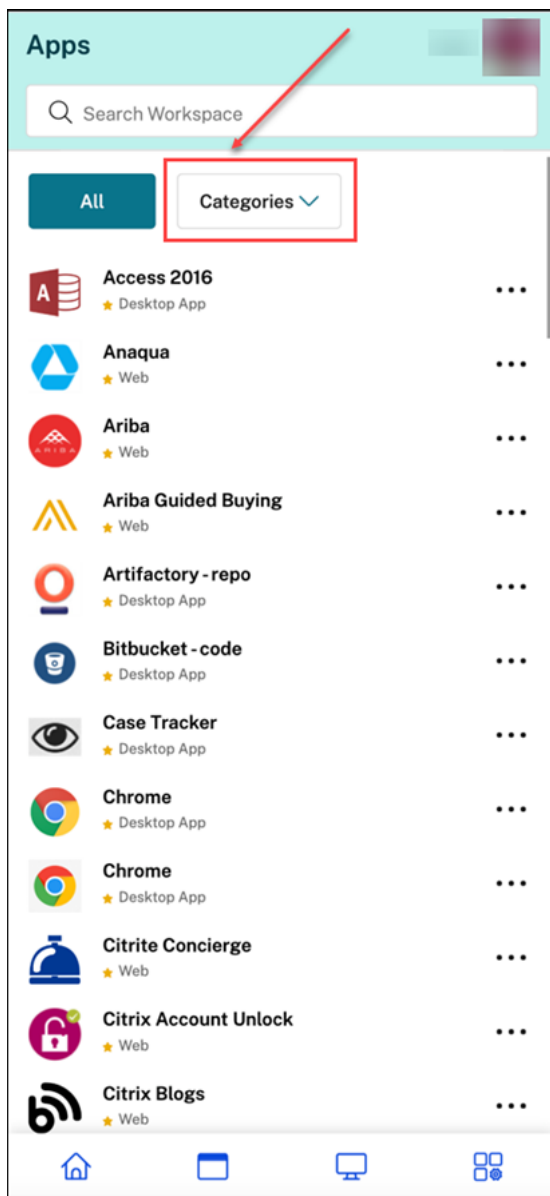 Apps
Search Workspace
All
Categories
Access 2016
Desktop App
Anaqua
Web
ARIBA
Ariba
Web
Ariba Guided Buying
Web
Artifactory - repo
Desktop App
Bitbucket - code
Desktop App
Case Tracker
Desktop App
Chrome
Desktop App
Chrome
Desktop App
Citrite Concierge
Web
Citrix Account Unlock
Web
Citrix Blogs
Web